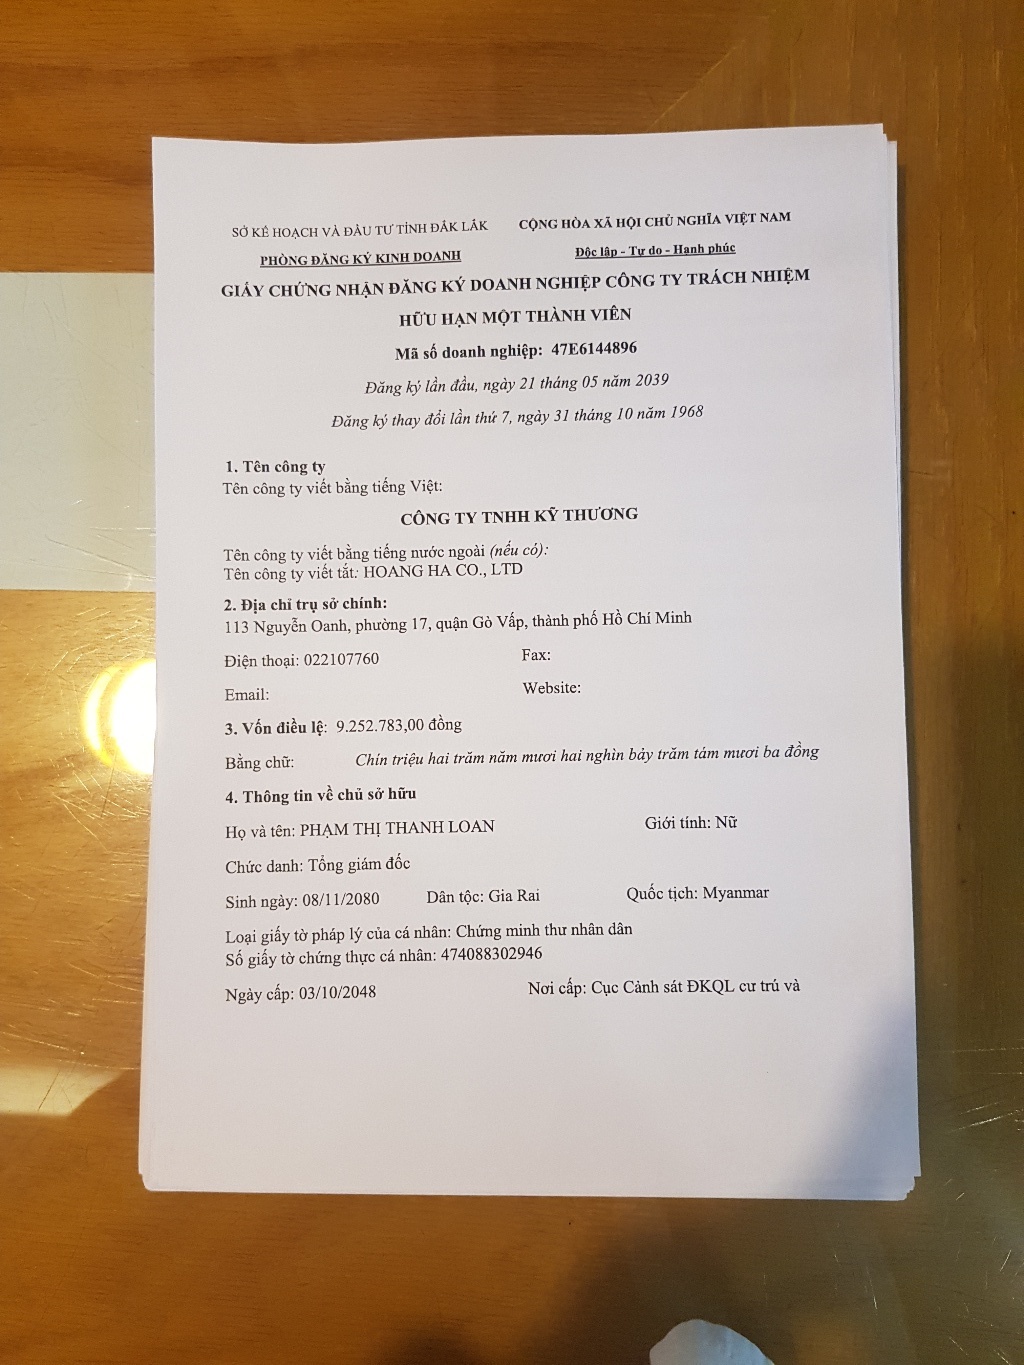 SỞ KẾ HOẠCH VÀ ĐẦU TƯ TỈNH ĐẮK LẮK
CỘNG HÒA XÃ HỘI CHỦ NGHĨA VIỆT NAM
PHÒNG ĐĂNG KÝ KINH DOANH
Độc lập - Tự do - Hạnh phúc
GIẤY CHỨNG NHẬN ĐĂNG KÝ DOANH NGHIỆP CÔNG TY TRÁCH NHIỆM
HỮU HẠN MỘT THÀNH VIÊN
Mã số doanh nghiệp: 47E6144896
Đăng ký lần đầu, ngày 21 tháng 05 năm 2039
Đăng ký thay đổi lần thứ 7, ngày 31 tháng 10 năm 1968
1. Tên công ty
Tên công ty viết bằng tiếng Việt:
CÔNG TY TNHH KỸ THƯƠNG
Tên công ty viết bằng tiếng nước ngoài (nếu có):
Tên công ty viết tắt: HOANG HA CO., LTD
2. Địa chỉ trụ sở chính:
113 Nguyễn Oanh, phường 17, quận Gò Vấp, thành phố Hồ Chí Minh
Điện thoại: 022107760 Fax:
Email: Website:
3. Vốn điều lệ: 9.252.783,00 đồng
Bằng chữ: Chín triệu hai trăm năm mươi hai nghìn bảy trăm tám mươi ba đồng
4. Thông tin về chủ sở hữu
Họ và tên: PHẠM THỊ THANH LOAN Giới tính: Nữ
Chức danh: Tổng giám đốc
Sinh ngày: 08/11/2080 Dân tộc: Gia Rai Quốc tịch: Myanmar
Loại giấy tờ pháp lý của cá nhân: Chứng minh thư nhân dân
Số giấy tờ chứng thực cá nhân: 474088302946
Ngày cấp: 03/10/2048 Nơi cấp: Cục Cảnh sát ĐKQL cư trú và